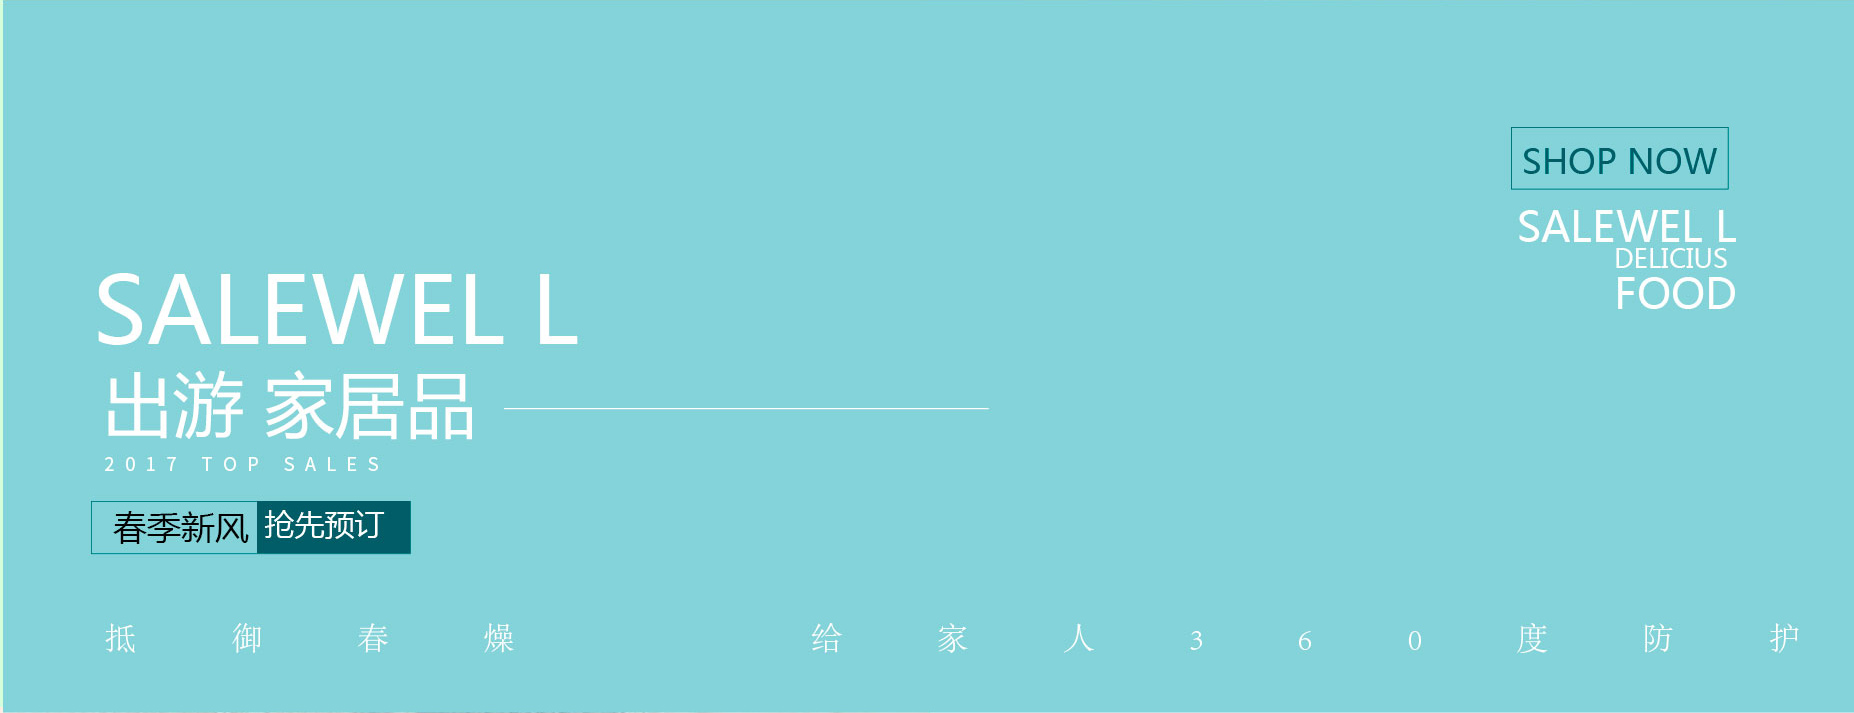 SHOP NOW
SALEWEL L
DELICIUS
FOOD
SALEWEL L
出游 家居品
2017 TOP SALES
春季新风 抢先预订
抵御春燥 给家人360度防护